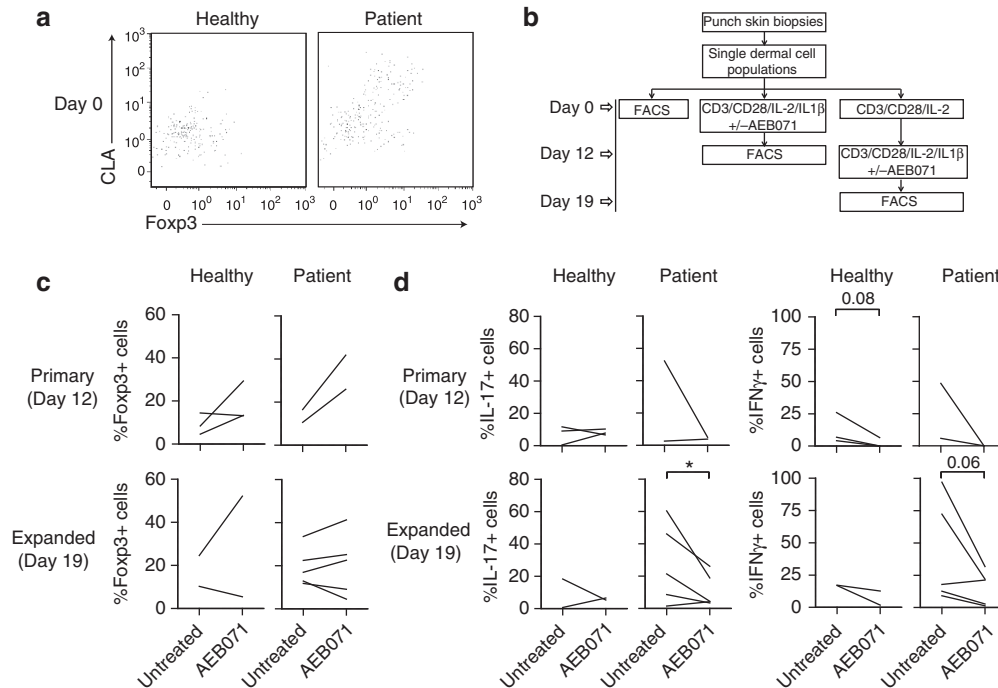 a
Healthy
Patient
Day 0
CLA
10³
10²
10¹
10⁰
0
0
10⁰
10¹
10²
10³
0
10⁰
10¹
10²
10³
Foxp3
b
Punch skin biopsies
Single dermal cell
populations
Day 0 ⇨
FACS
CD3/CD28/IL-2/IL1β
+/–AEB071
CD3/CD28/IL-2
Day 12 ⇨
FACS
CD3/CD28/IL-2/IL1β
+/–AEB071
Day 19 ⇨
FACS
c
Healthy
Patient
Primary
(Day 12)
%Foxp3+ cells
60
40
20
0
Expanded
(Day 19)
%Foxp3+ cells
60
40
20
0
Untreated
AEB071
Untreated
AEB071
d
Healthy
Patient
Healthy
Patient
Primary
(Day 12)
%IL-17+ cells
80
60
40
20
0
%IFNγ+ cells
100
75
50
25
0
0.08
Expanded
(Day 19)
%IL-17+ cells
80
60
40
20
0
*
%IFNγ+ cells
100
75
50
25
0
0.06
Untreated
AEB071
Untreated
AEB071
Untreated
AEB071
Untreated
AEB071